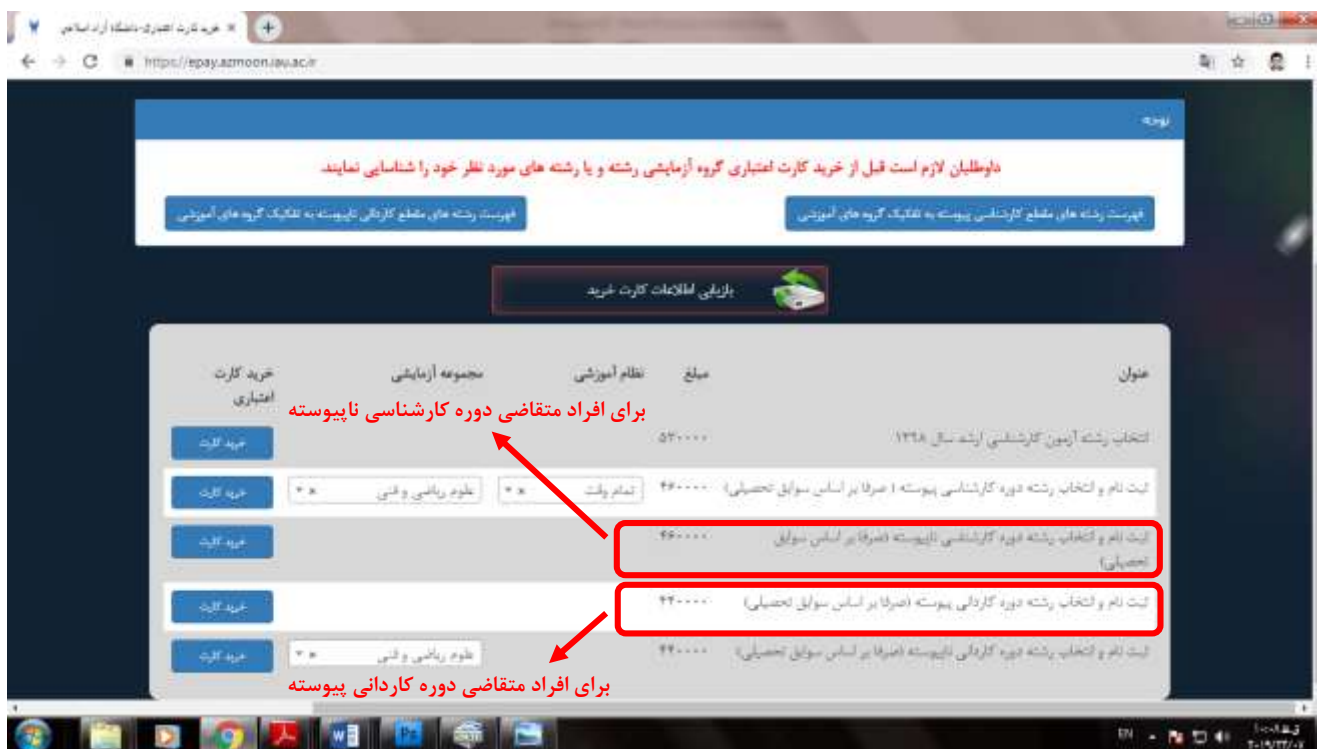 خرید کارت اعتباری-دانشگاه آزاد اسلامی
https://epay.azmoon.iau.ac.ir
توجه
داوطلبان لازم است قبل از خرید کارت اعتباری گروه آزمایشی رشته و یا رشته های مورد نظر خود را شناسایی نمایند.
فهرست رشته های مقطع کارشناسی پیوسته به تفکیک گروه های آموزشی
فهرست رشته های مقطع کاردانی ناپیوسته به تفکیک گروه های آموزشی
بازیابی اطلاعات کارت خرید
عنوان مبلغ نظام آموزشی مجموعه آزمایشی خرید کارت
اعتباری
برای افراد متقاضی دوره کارشناسی ناپیوسته
انتخاب رشته آزمون کارشناسی ارشد سال ۱۳۹۸ ۵۳۰۰۰۰ خرید کارت
ثبت نام و انتخاب رشته دوره کارشناسی پیوسته ( صرفا بر اساس سوابق تحصیلی) ۴۶۰۰۰۰ تمام وقت علوم ریاضی و فنی خرید کارت
ثبت نام و انتخاب رشته دوره کارشناسی ناپیوسته (صرفا بر اساس سوابق ۴۶۰۰۰۰ خرید کارت
تحصیلی)
ثبت نام و انتخاب رشته دوره کاردانی پیوسته (صرفا بر اساس سوابق تحصیلی) ۴۴۰۰۰۰ خرید کارت
ثبت نام و انتخاب رشته دوره کاردانی ناپیوسته (صرفا بر اساس سوابق تحصیلی) ۴۴۰۰۰۰ علوم ریاضی و فنی خرید کارت
برای افراد متقاضی دوره کاردانی پیوسته
EN